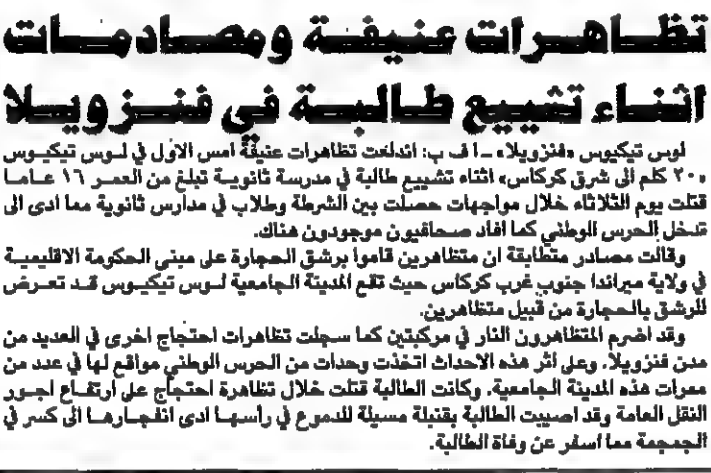 تظاهرات عنيفة ومصادمات
اثناء تشييع طالبة في فنزويلا
لوس تيكيوس «فنزويلا» ــ ا ف ب: اندلعت تظاهرات عنيفة امس الاول في لوس تيكيوس
«٢٠ كلم الى شرق كركاس» اثناء تشييع طالبة في مدرسة ثانوية تبلغ من العمر ١٦ عاما
قتلت يوم الثلاثاء خلال مواجهات حصلت بين الشرطة وطلاب في مدارس ثانوية مما ادى الى
تدخل الحرس الوطني كما افاد صحافيون موجودون هناك.
وقالت مصادر متطابقة ان متظاهرين قاموا برشق الحجارة على مبنى الحكومة الاقليمية
في ولاية ميراندا جنوب غرب كركاس حيث تقع المدينة الجامعية لوس تيكيوس قد تعرض
للرشق بالحجارة من قبيل متظاهرين.
وقد اضرم المتظاهرون النار في مركبتين كما سجلت تظاهرات احتجاج اخرى في العديد من
مدن فنزويلا. وعلى اثر هذه الاحداث اتخذت وحدات من الحرس الوطني مواقع لها في عدد من
ممرات هذه المدينة الجامعية. وكانت الطالبة قتلت خلال تظاهرة احتجاج على ارتفاع اجور
النقل العامة وقد اصيبت الطالبة بقنبلة مسيلة للدموع في رأسها ادى انفجارها الى كسر في
الجمجمة مما اسفر عن وفاة الطالبة.